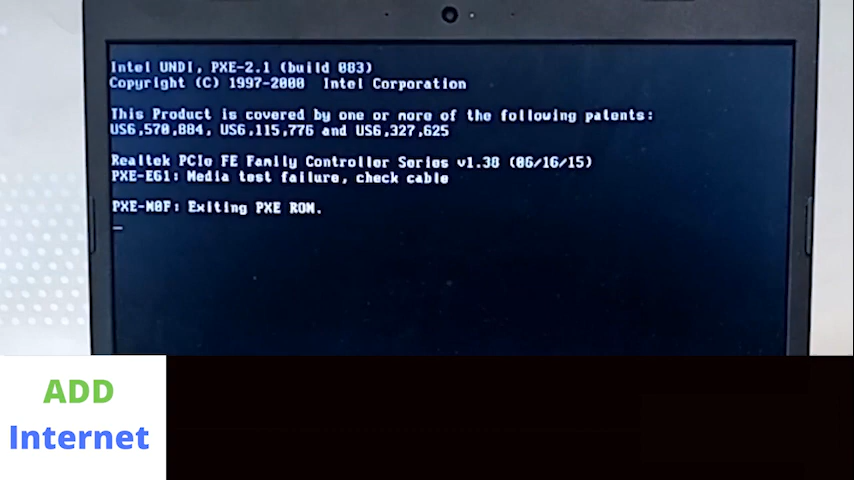 Intel UNDI, PXE-2.1 (build 083)
Copyright (C) 1997-2000  Intel Corporation
This Product is covered by one or more of the following patents:
US6,570,884, US6,115,776 and US6,327,625
Realtek PCIe FE Family Controller Series v1.38 (06/16/15)
PXE-E61: Media test failure, check cable
PXE-M0F: Exiting PXE ROM.
ADD
Internet